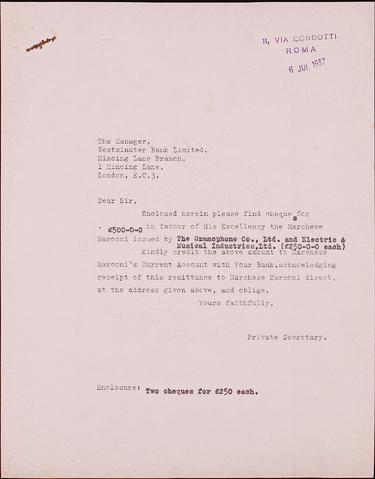 11, VIA CONDOTTI
ROMA
6 JUL 1937
The Manager,
Westminster Bank Limited,
Mincing Lane Branch,
1 Mincing Lane,
London, E.C.3.
Dear Sir,
Enclosed herein please find cheques for
£500-0-0 in favour of His Excellency the Marchese
Marconi issued by The Gramophone Co., Ltd. and Electric &
Musical Industries,Ltd. (£250-0-0 each)
Kindly credit the above amount to Marchese
Marconi's Current Account with Your Bank,acknowledging
receipt of this remittance to Marchese Marconi direct,
at the address given above, and oblige,
Yours faithfully,
Private Secretary.
Enclosure: Two cheques for £250 each.